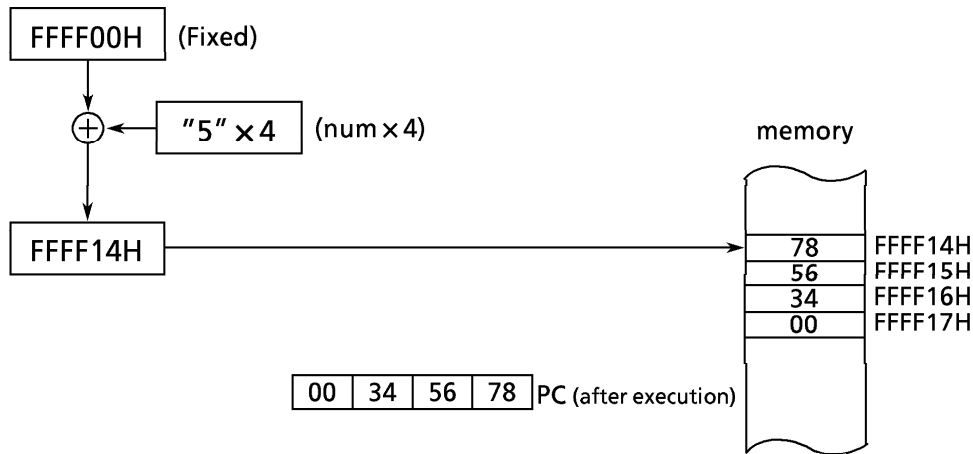 FFFF00H (Fixed)
"5" × 4 (num × 4)
memory
FFFF14H
78 FFFF14H
56 FFFF15H
34 FFFF16H
00 FFFF17H
00 34 56 78 PC (after execution)